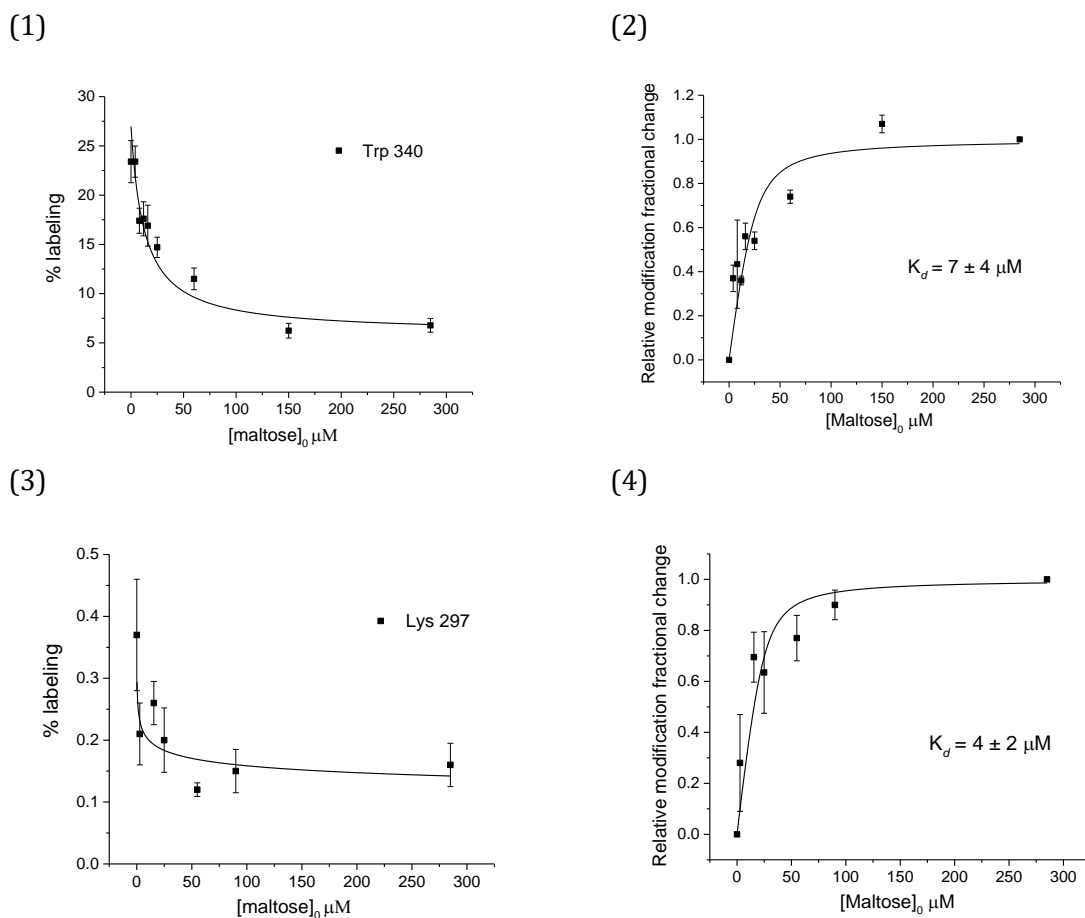 (1)
(2)
% labeling
30
25
20
15
10
5
0
Trp 340
0 50 100 150 200 250 300
[maltose]₀ μM
Relative modification fractional change
1.2
1.0
0.8
0.6
0.4
0.2
0.0
K_d = 7 ± 4 μM
0 50 100 150 200 250 300
[Maltose]₀ μM
(3)
(4)
% labeling
0.5
0.4
0.3
0.2
0.1
0.0
Lys 297
0 50 100 150 200 250 300
[maltose]₀ μM
Relative modification fractional change
1.0
0.8
0.6
0.4
0.2
0.0
K_d = 4 ± 2 μM
0 50 100 150 200 250 300
[Maltose]₀ μM